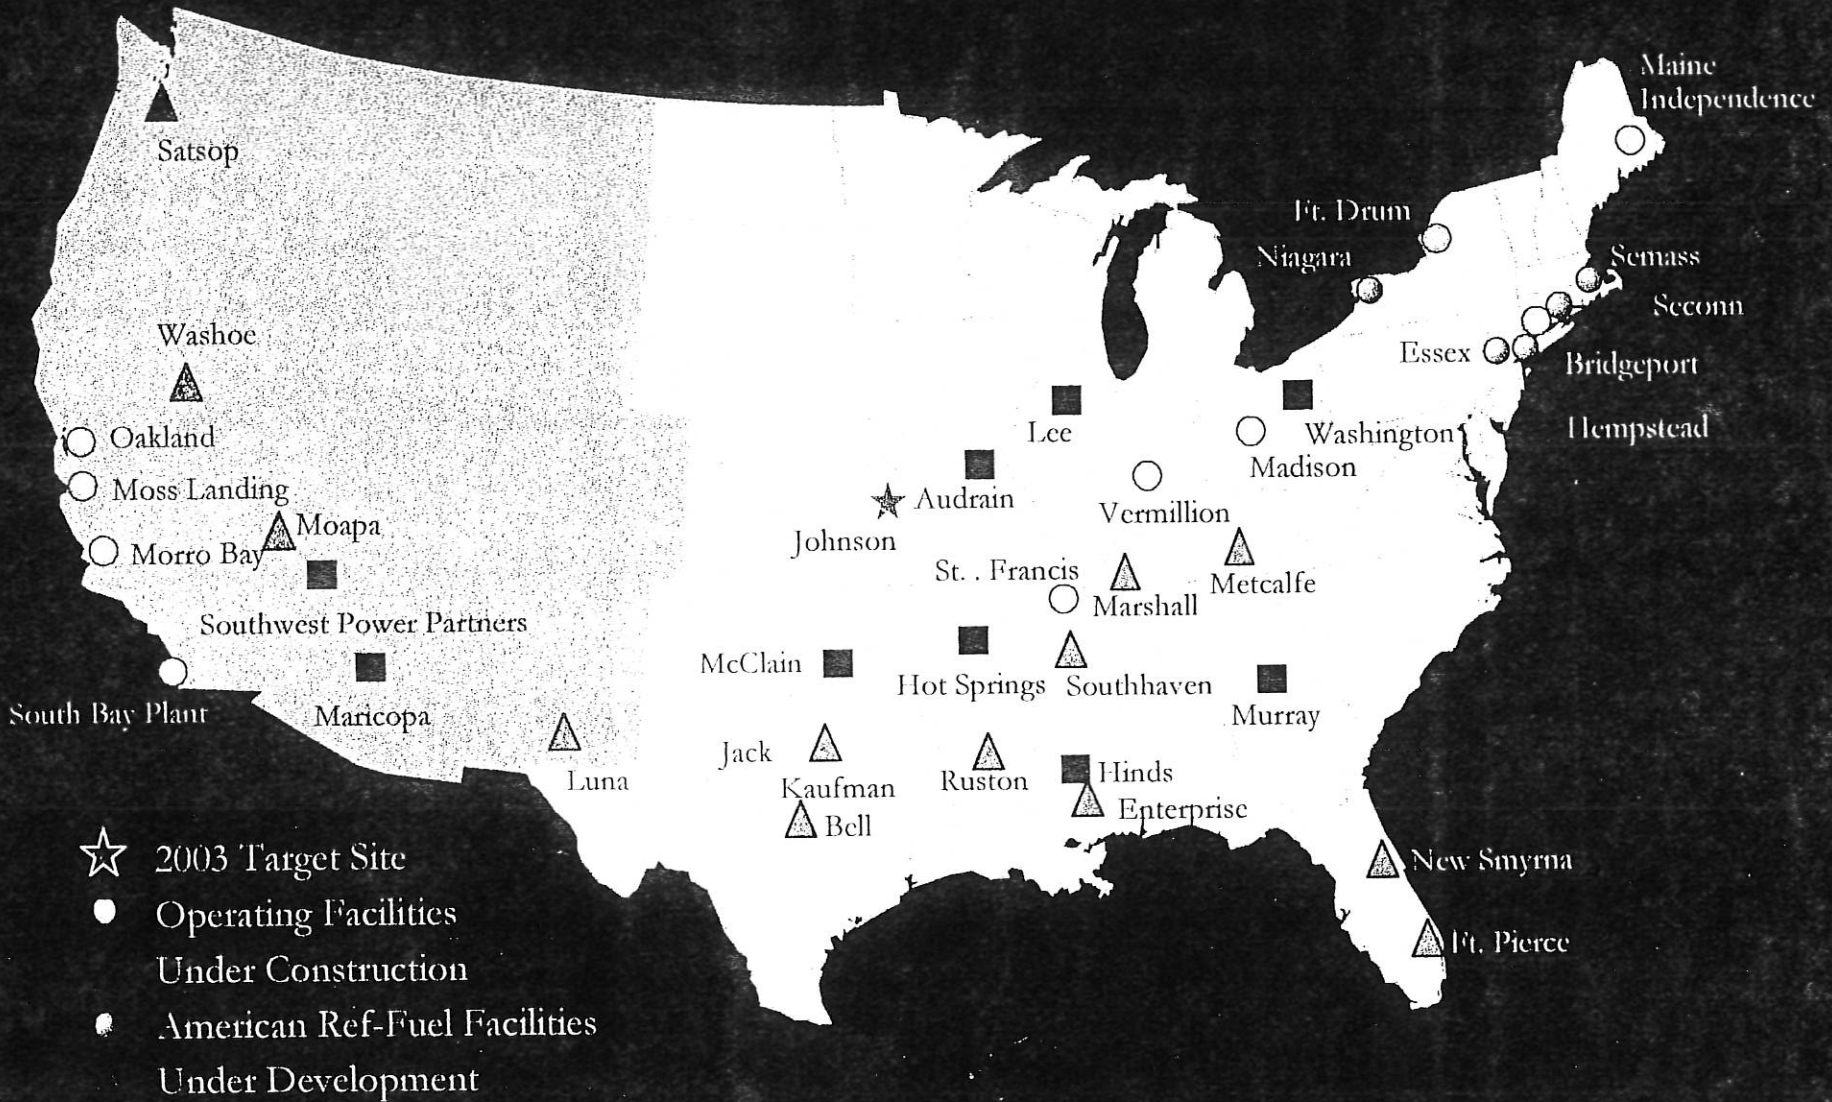 Maine
Independence
Satsop
Ft. Drum
Niagara
Semass
Seconn
Washoe
Essex
Bridgeport
Hempstead
Oakland
Lee
Washington
Madison
Moss Landing
Audrain
Vermillion
Moapa
Johnson
Morro Bay
St. . Francis
Metcalfe
Marshall
Southwest Power Partners
McClain
Hot Springs
Southhaven
South Bay Plant
Maricopa
Murray
Jack
Luna
Kaufman
Ruston
Hinds
Enterprise
Bell
New Smyrna
Ft. Pierce
2003 Target Site
Operating Facilities
Under Construction
American Ref-Fuel Facilities
Under Development